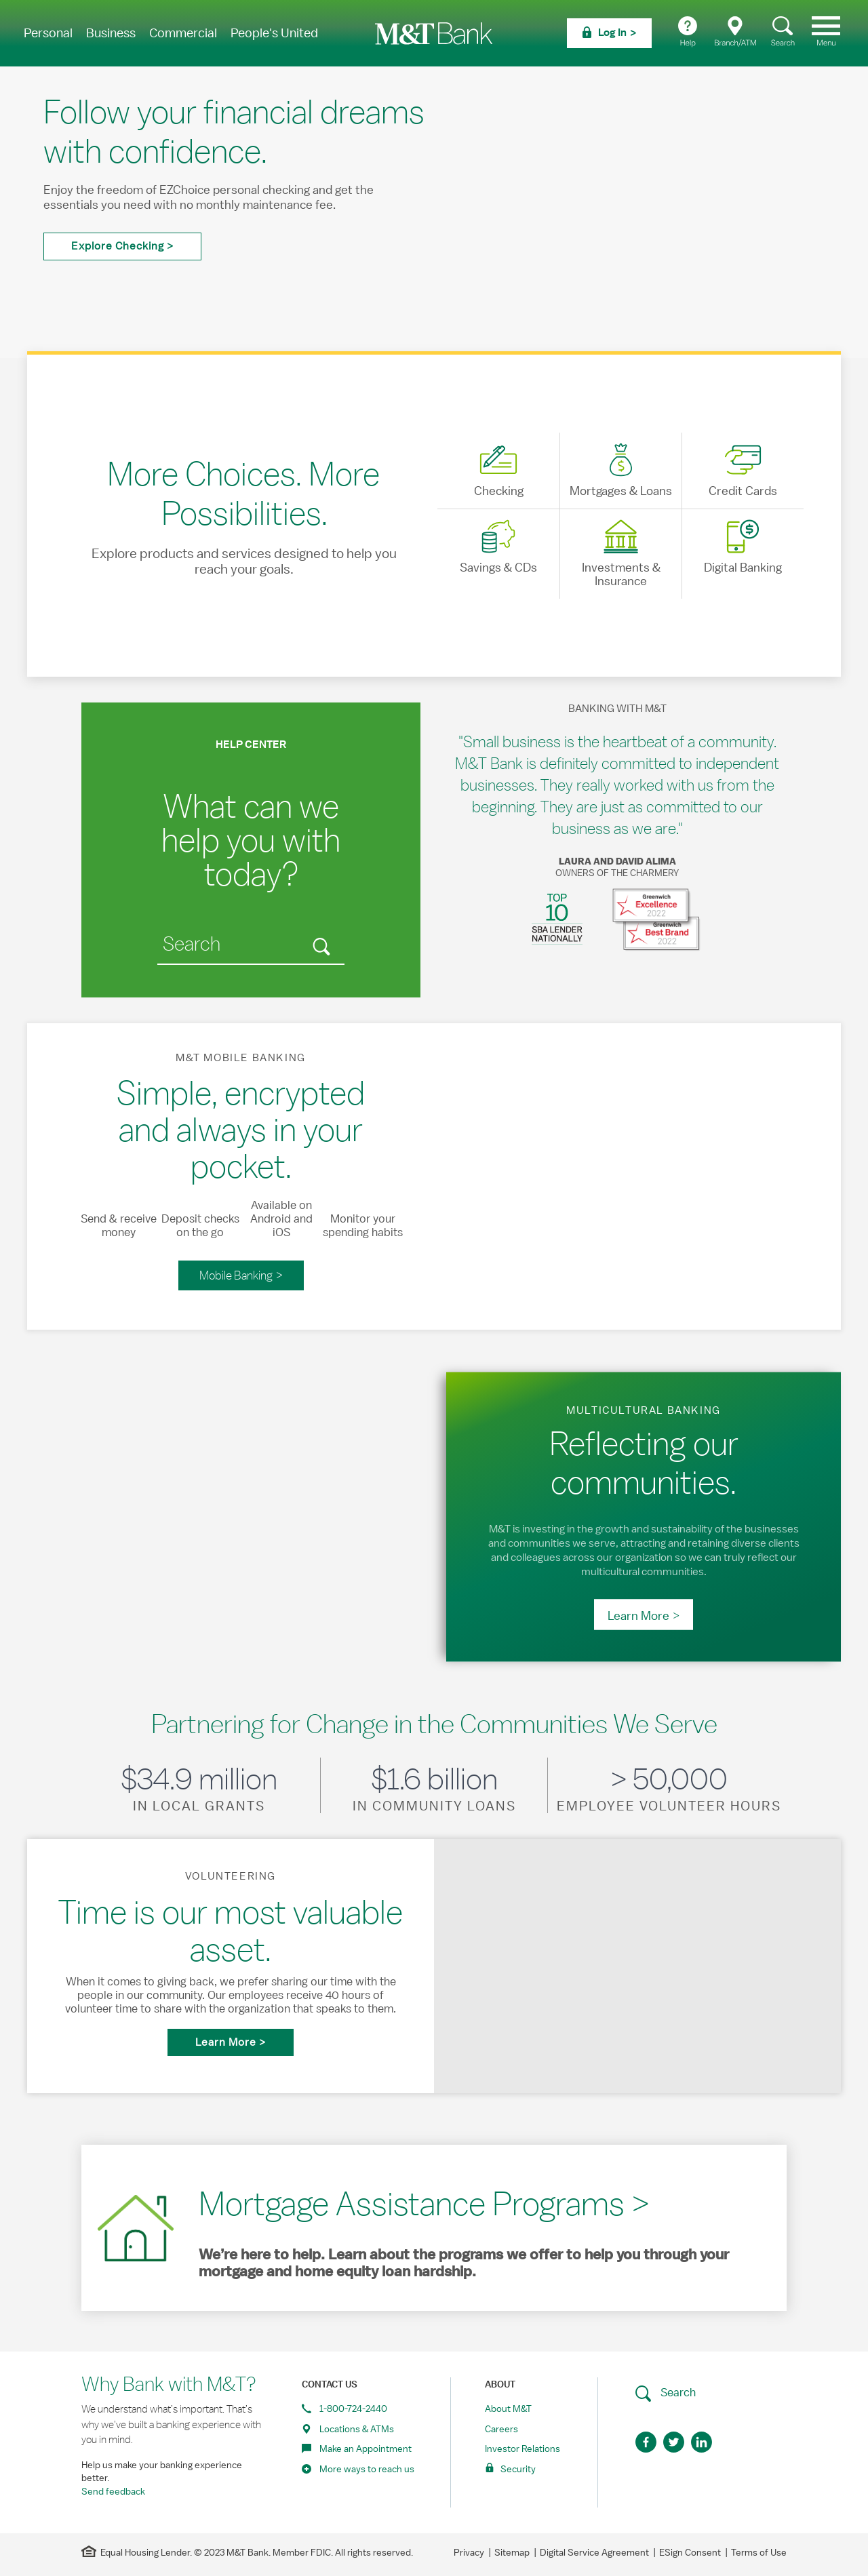 Personal Business Commercial People's United
M&T Bank
Log In >
Help
Branch/ATM
Search
Menu
Follow your financial dreams
with confidence.
Enjoy the freedom of EZChoice personal checking and get the
essentials you need with no monthly maintenance fee.
Explore Checking >
More Choices. More
Possibilities.
Explore products and services designed to help you
reach your goals.
Checking
Mortgages & Loans
Credit Cards
Savings & CDs
Investments &
Insurance
Digital Banking
HELP CENTER
What can we
help you with
today?
Search
BANKING WITH M&T
"Small business is the heartbeat of a community.
M&T Bank is definitely committed to independent
businesses. They really worked with us from the
beginning. They are just as committed to our
business as we are."
LAURA AND DAVID ALIMA
OWNERS OF THE CHARMERY
TOP
10
SBA LENDER
NATIONALLY
Greenwich
Excellence
2022
Greenwich
Best Brand
2022
M&T MOBILE BANKING
Simple, encrypted
and always in your
pocket.
Send & receive
money
Deposit checks
on the go
Available on
Android and
iOS
Monitor your
spending habits
Mobile Banking >
MULTICULTURAL BANKING
Reflecting our
communities.
M&T is investing in the growth and sustainability of the businesses
and communities we serve, attracting and retaining diverse clients
and colleagues across our organization so we can truly reflect our
multicultural communities.
Learn More >
Partnering for Change in the Communities We Serve
$34.9 million
IN LOCAL GRANTS
$1.6 billion
IN COMMUNITY LOANS
> 50,000
EMPLOYEE VOLUNTEER HOURS
VOLUNTEERING
Time is our most valuable
asset.
When it comes to giving back, we prefer sharing our time with the
people in our community. Our employees receive 40 hours of
volunteer time to share with the organization that speaks to them.
Learn More >
Mortgage Assistance Programs >
We're here to help. Learn about the programs we offer to help you through your
mortgage and home equity loan hardship.
Why Bank with M&T?
We understand what's important. That's
why we've built a banking experience with
you in mind.
Help us make your banking experience
better.
Send feedback
CONTACT US
1-800-724-2440
Locations & ATMs
Make an Appointment
More ways to reach us
ABOUT
About M&T
Careers
Investor Relations
Security
Search
Equal Housing Lender. © 2023 M&T Bank. Member FDIC. All rights reserved.
Privacy | Sitemap | Digital Service Agreement | ESign Consent | Terms of Use